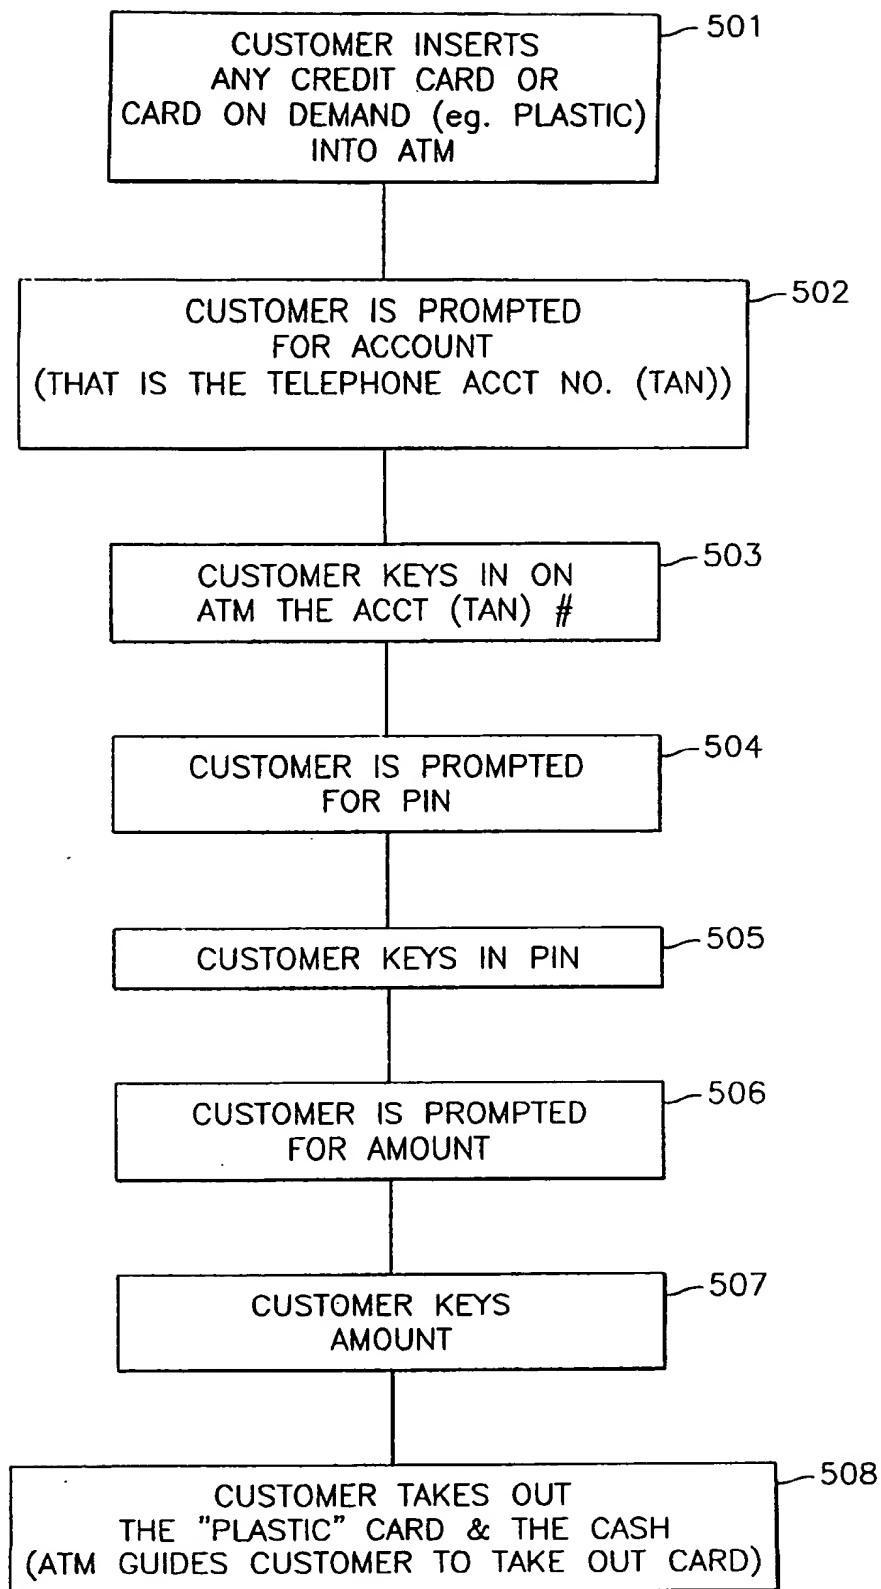 CUSTOMER INSERTS
ANY CREDIT CARD OR
CARD ON DEMAND (eg. PLASTIC)
INTO ATM
501
CUSTOMER IS PROMPTED
FOR ACCOUNT
(THAT IS THE TELEPHONE ACCT NO. (TAN))
502
CUSTOMER KEYS IN ON
ATM THE ACCT (TAN) #
503
CUSTOMER IS PROMPTED
FOR PIN
504
CUSTOMER KEYS IN PIN
505
CUSTOMER IS PROMPTED
FOR AMOUNT
506
CUSTOMER KEYS
AMOUNT
507
CUSTOMER TAKES OUT
THE "PLASTIC" CARD & THE CASH
(ATM GUIDES CUSTOMER TO TAKE OUT CARD)
508